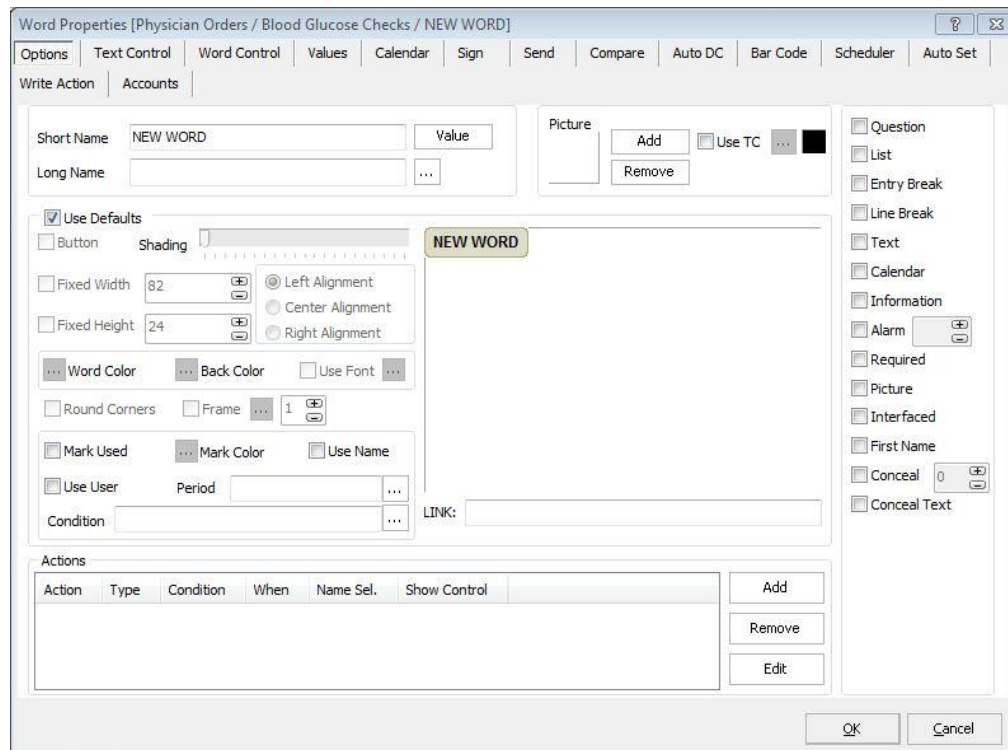 Word Properties [Physician Orders / Blood Glucose Checks / NEW WORD]
Options Text Control Word Control Values Calendar Sign Send Compare Auto DC Bar Code Scheduler Auto Set
Write Action Accounts
Short Name NEW WORD Value
Long Name ...
Picture
Add Use TC ...
Remove
Use Defaults
Button Shading
Fixed Width 82
Fixed Height 24
Left Alignment
Center Alignment
Right Alignment
... Word Color ... Back Color Use Font ...
Round Corners Frame ... 1
Mark Used ... Mark Color Use Name
Use User Period ...
Condition ...
NEW WORD
LINK:
Question
List
Entry Break
Line Break
Text
Calendar
Information
Alarm
Required
Picture
Interfaced
First Name
Conceal 0
Conceal Text
Actions
Action Type Condition When Name Sel. Show Control
Add
Remove
Edit
OK Cancel